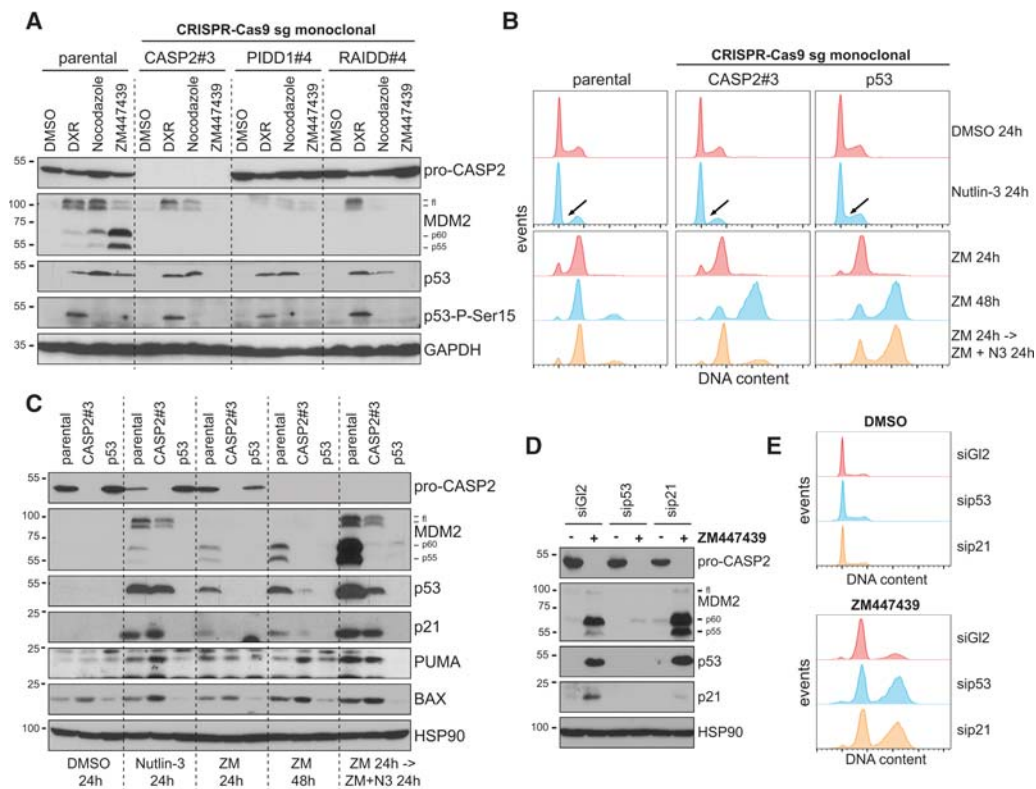 A
CRISPR-Cas9 sg monoclonal
parental CASP2#3 PIDD1#4 RAIDD#4
DMSO DXR Nocodazole ZM447439 DMSO DXR Nocodazole ZM447439 DMSO DXR Nocodazole ZM447439 DMSO DXR Nocodazole ZM447439
55 pro-CASP2
100 fl
MDM2
75 p60
55 p55
55 p53
55 p53-P-Ser15
35 GAPDH
B
CRISPR-Cas9 sg monoclonal
parental CASP2#3 p53
DMSO 24h
Nutlin-3 24h
events
ZM 24h
ZM 48h
ZM 24h ->
ZM + N3 24h
DNA content
C
parental CASP2#3 p53 parental CASP2#3 p53 parental CASP2#3 p53 parental CASP2#3 p53 parental CASP2#3 p53
55 pro-CASP2
100 fl
MDM2
75 p60
55 p55
55 p53
25 p21
25 PUMA
25 BAX
100 HSP90
DMSO Nutlin-3 ZM ZM ZM 24h ->
24h 24h 24h 48h ZM+N3 24h
D
siGl2 sip53 sip21
- + - + - + ZM447439
55 pro-CASP2
100 fl
MDM2
75 p60
55 p55
55 p53
25 p21
100 HSP90
E
DMSO
siGl2
sip53
sip21
events
DNA content
ZM447439
siGl2
sip53
sip21
events
DNA content